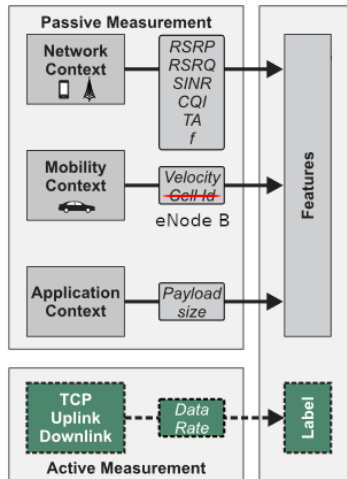 Passive Measurement
Network
Context
RSRP
RSRQ
SINR
CQI
TA
f
Mobility
Context
Velocity
Cell Id
eNode B
Application
Context
Payload
size
Features
TCP
Uplink
Downlink
Data
Rate
Label
Active Measurement